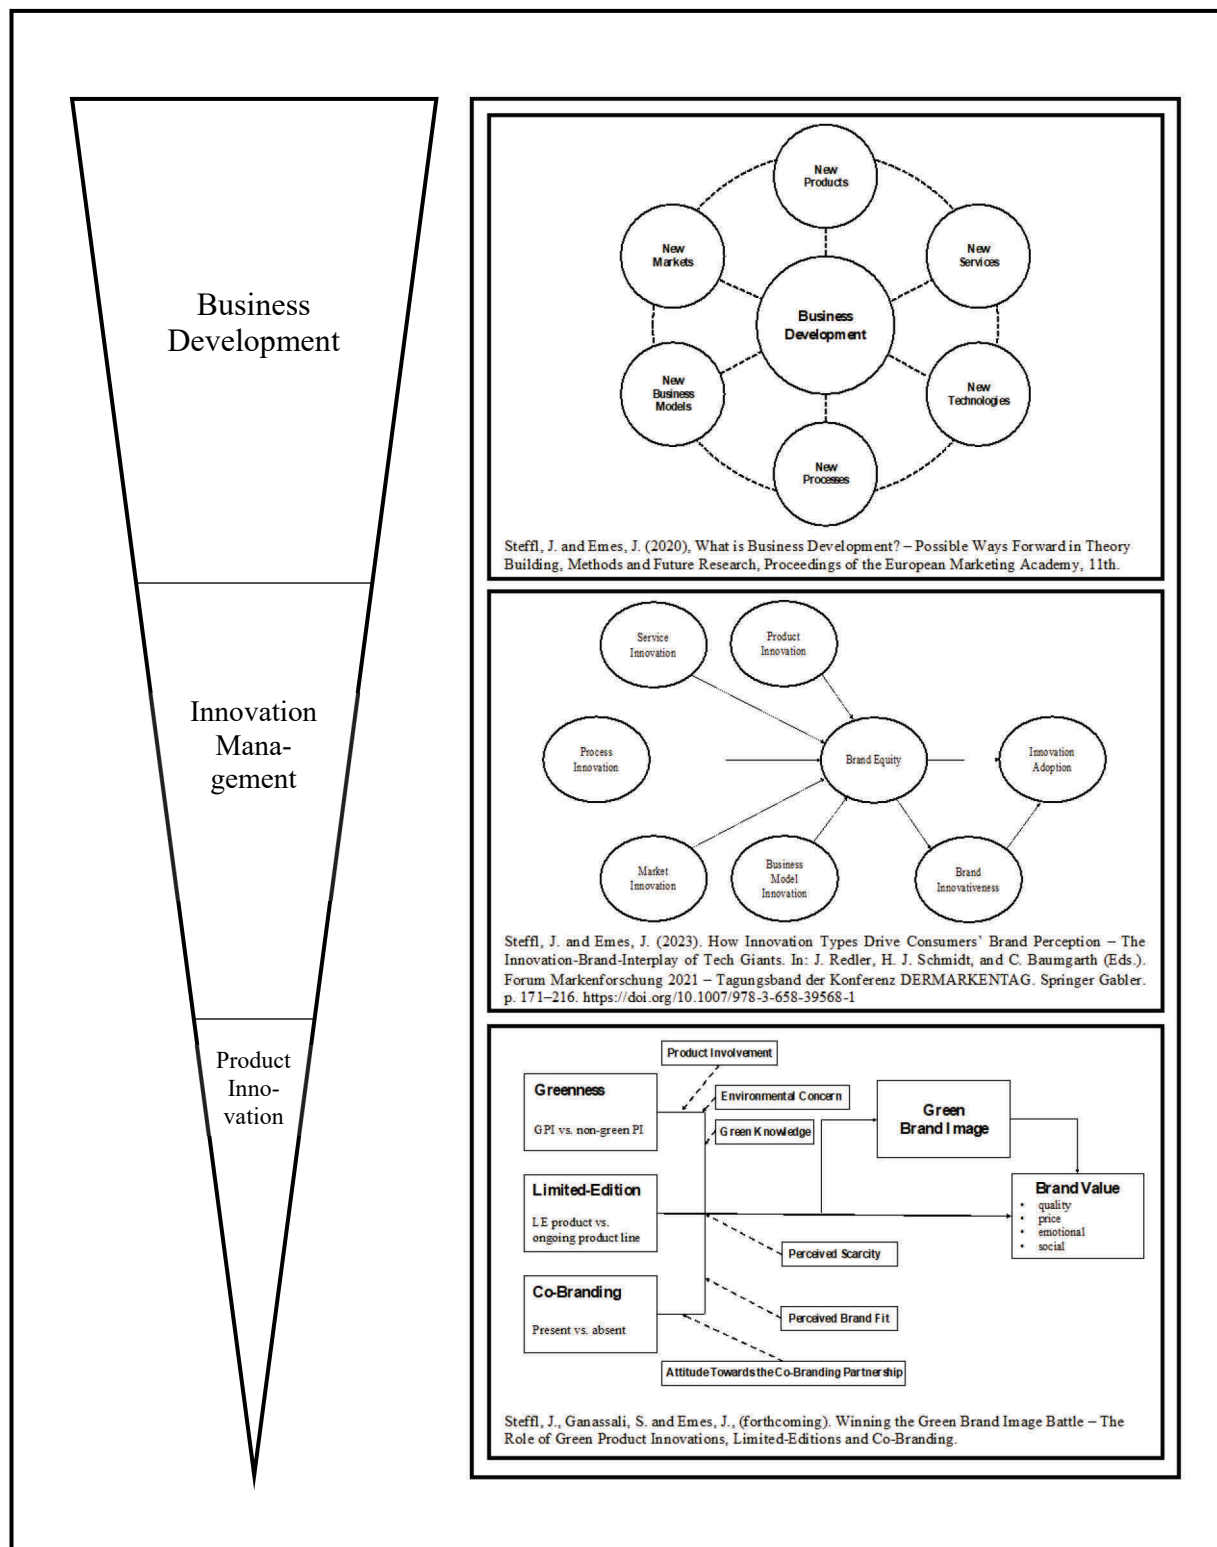 Business
Development
Innovation
Mana-
gement
Product
Inno-
vation
New
Products
New
Markets
New
Services
Business
Development
New
Business
Models
New
Technologies
New
Processes
Steffl, J. and Emes, J. (2020), What is Business Development? – Possible Ways Forward in Theory
Building, Methods and Future Research, Proceedings of the European Marketing Academy, 11th.
Service
Innovation
Product
Innovation
Process
Innovation
Brand Equity
Innovation
Adoption
Market
Innovation
Business
Model
Innovation
Brand
Innovativeness
Steffl, J. and Emes, J. (2023). How Innovation Types Drive Consumers’ Brand Perception – The
Innovation-Brand-Interplay of Tech Giants. In: J. Redler, H. J. Schmidt, and C. Baumgarth (Eds.).
Forum Markenforschung 2021 – Tagungsband der Konferenz DERMARKENTAG. Springer Gabler.
p. 171–216. https://doi.org/10.1007/978-3-658-39568-1
Product Involvement
Greenness
GPI vs. non-green PI
Environmental Concern
Green Knowledge
Green
Brand Image
Limited-Edition
LE product vs.
ongoing product line
Brand Value
• quality
• price
• emotional
• social
Perceived Scarcity
Co-Branding
Present vs. absent
Perceived Brand Fit
Attitude Towards the Co-Branding Partnership
Steffl, J., Ganassali, S. and Emes, J., (forthcoming). Winning the Green Brand Image Battle – The
Role of Green Product Innovations, Limited-Editions and Co-Branding.